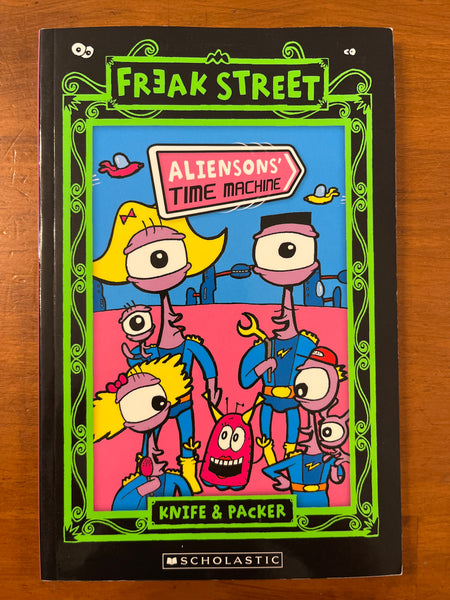 FREAK STREET
ALIENSONS'
TIME MACHINE
KNIFE & PACKER
SCHOLASTIC